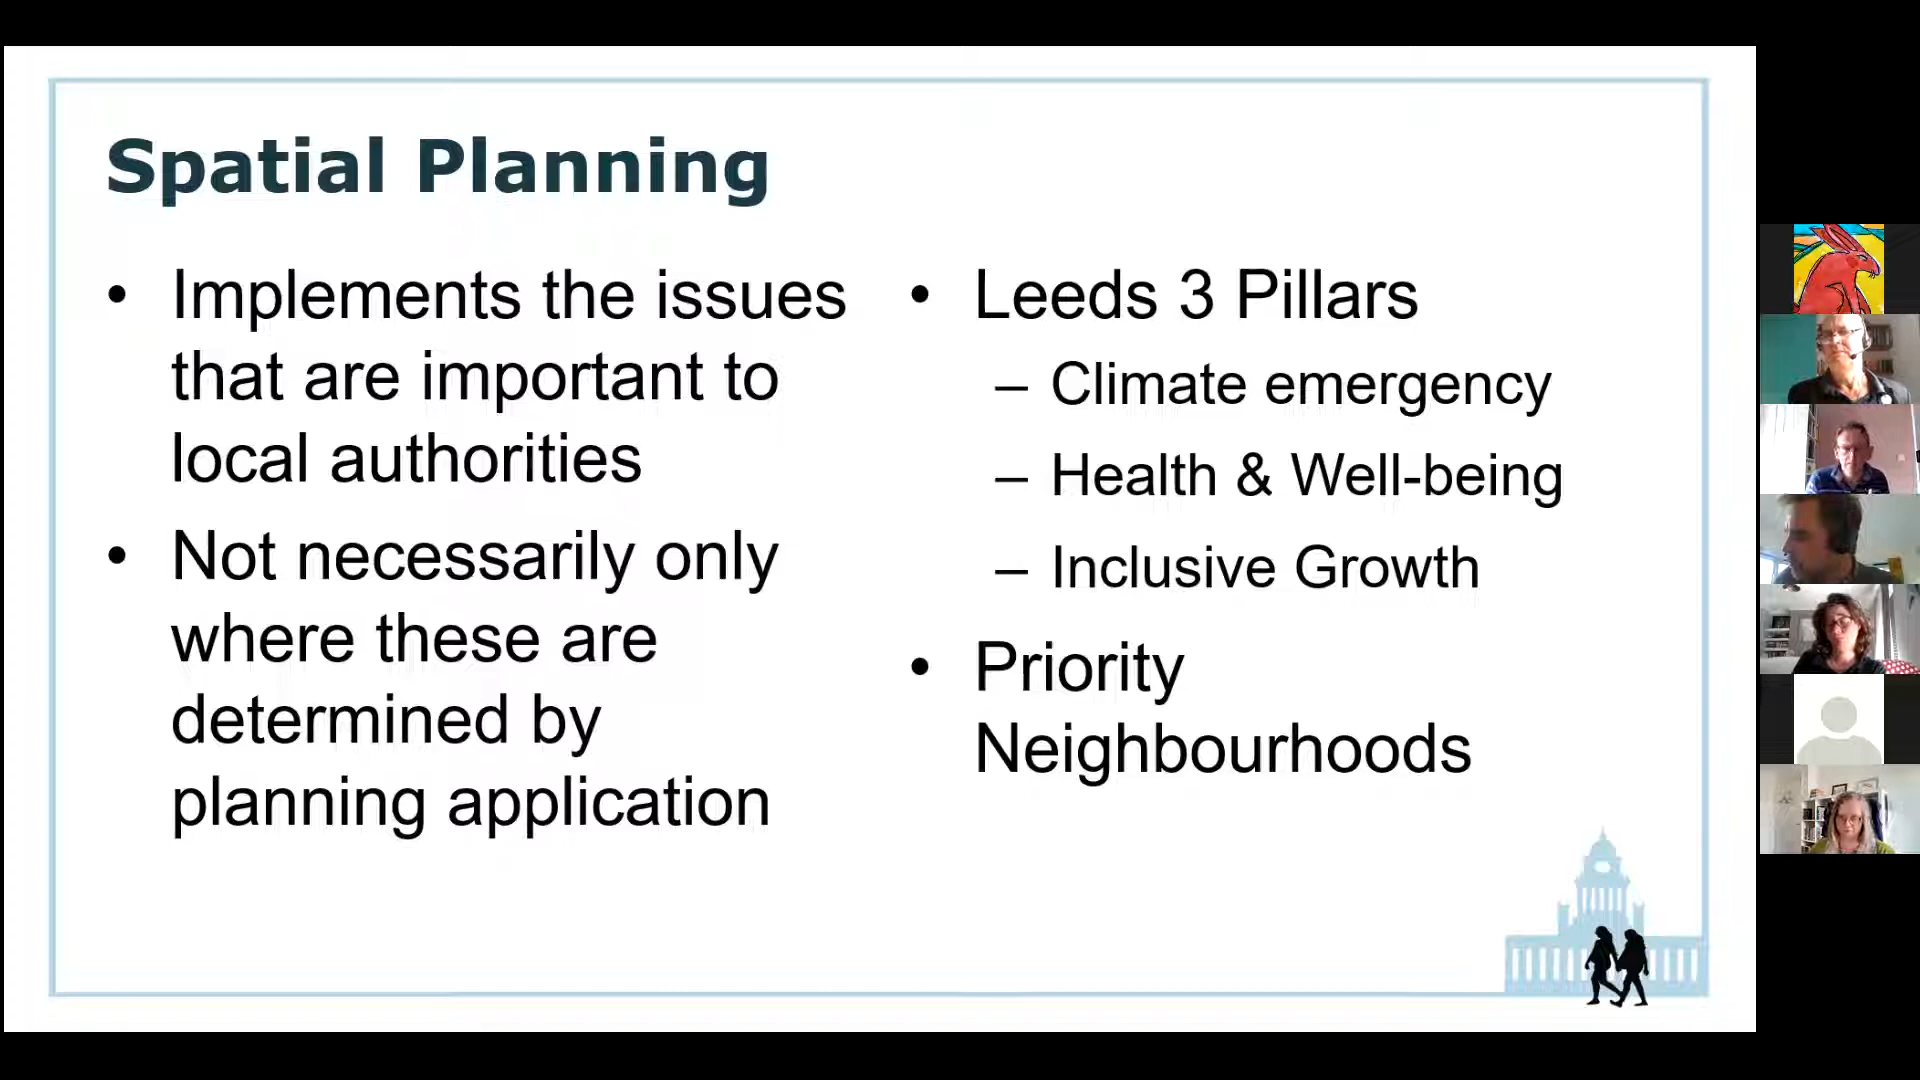 Spatial Planning
• Implements the issues
that are important to
local authorities
• Not necessarily only
where these are
determined by
planning application
• Leeds 3 Pillars
– Climate emergency
– Health & Well-being
– Inclusive Growth
• Priority
Neighbourhoods